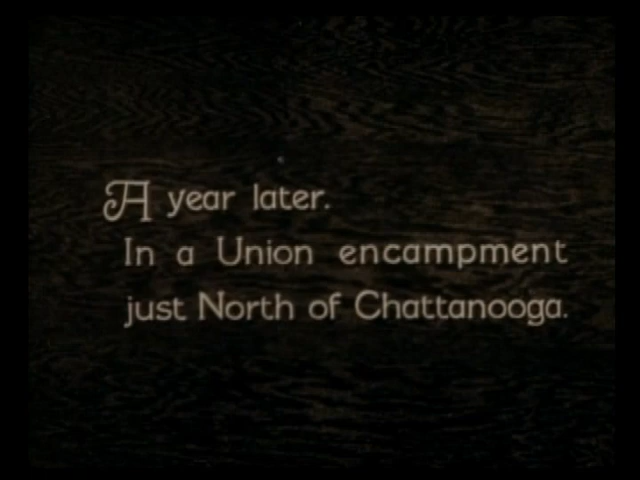 A year later.
In a Union encampment
just North of Chattanooga.